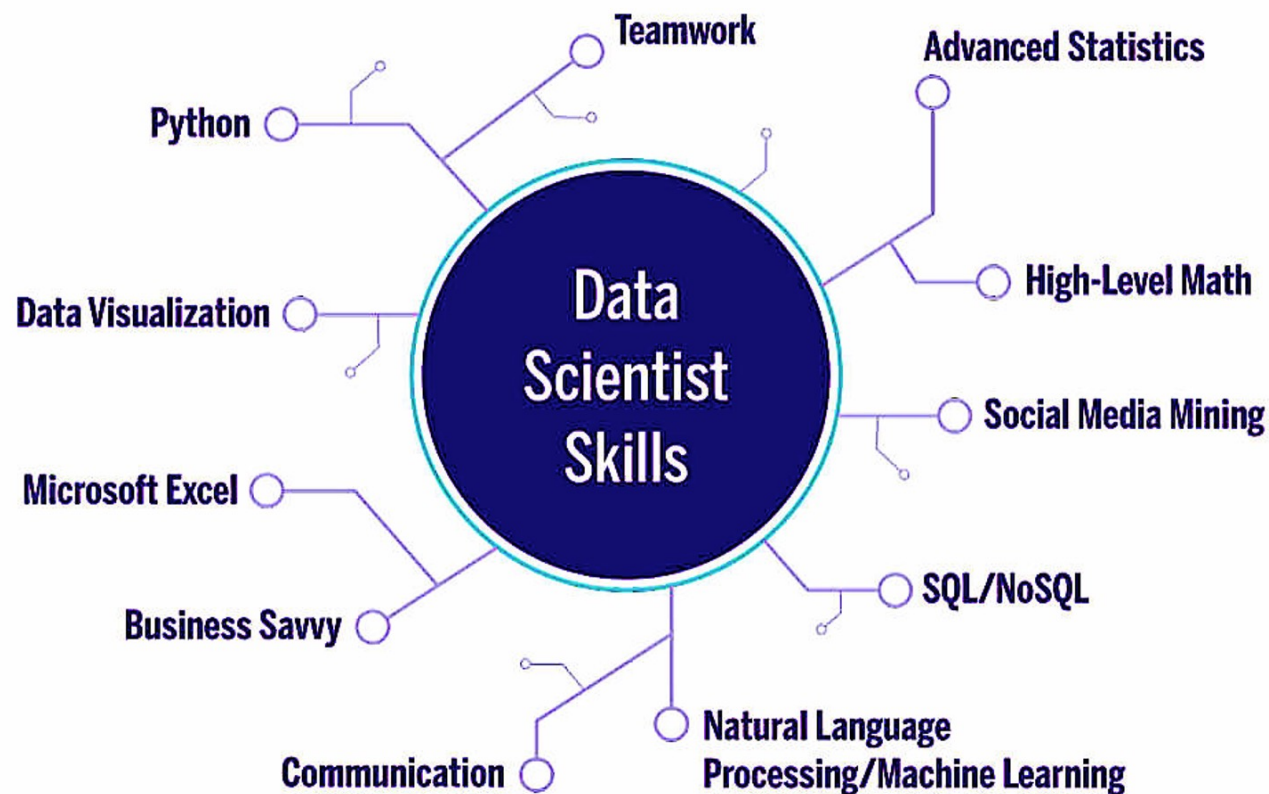 Teamwork
Advanced Statistics
Python
High-Level Math
Data Visualization
Data
Scientist
Skills
Social Media Mining
Microsoft Excel
SQL/NoSQL
Business Savvy
Natural Language
Processing/Machine Learning
Communication